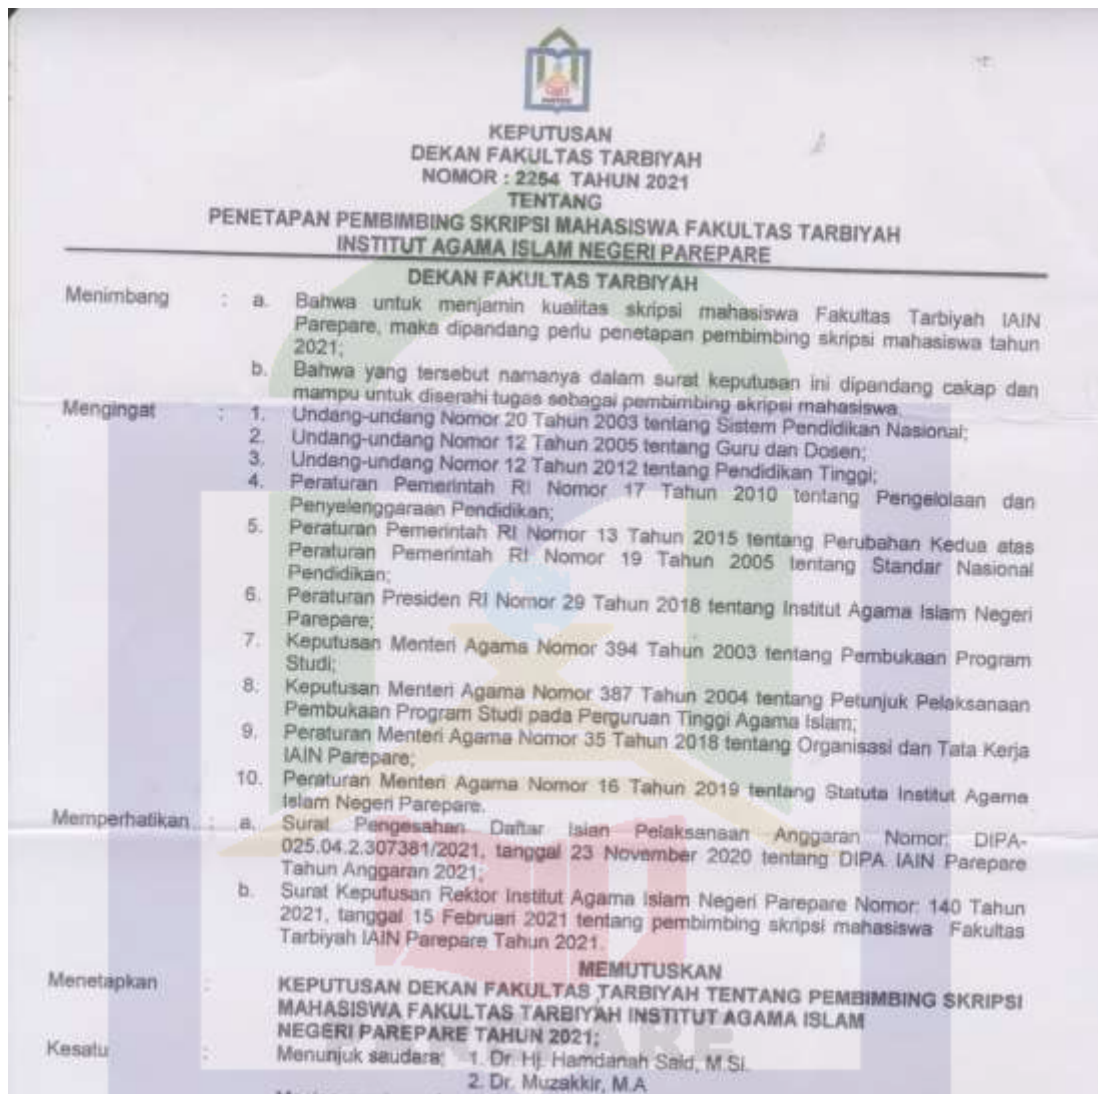 KEPUTUSAN
DEKAN FAKULTAS TARBIYAH
NOMOR : 2254 TAHUN 2021
TENTANG
PENETAPAN PEMBIMBING SKRIPSI MAHASISWA FAKULTAS TARBIYAH
INSTITUT AGAMA ISLAM NEGERI PAREPARE
DEKAN FAKULTAS TARBIYAH
Menimbang : a. Bahwa untuk menjamin kualitas skripsi mahasiswa Fakultas Tarbiyah IAIN
Parepare, maka dipandang perlu penetapan pembimbing skripsi mahasiswa tahun
2021;
b. Bahwa yang tersebut namanya dalam surat keputusan ini dipandang cakap dan
mampu untuk diserahi tugas sebagai pembimbing skripsi mahasiswa.
Mengingat : 1. Undang-undang Nomor 20 Tahun 2003 tentang Sistem Pendidikan Nasional;
2. Undang-undang Nomor 12 Tahun 2005 tentang Guru dan Dosen;
3. Undang-undang Nomor 12 Tahun 2012 tentang Pendidikan Tinggi;
4. Peraturan Pemerintah RI Nomor 17 Tahun 2010 tentang Pengelolaan dan
Penyelenggaraan Pendidikan;
5. Peraturan Pemerintah RI Nomor 13 Tahun 2015 tentang Perubahan Kedua atas
Peraturan Pemerintah RI Nomor 19 Tahun 2005 tentang Standar Nasional
Pendidikan;
6. Peraturan Presiden RI Nomor 29 Tahun 2018 tentang Institut Agama Islam Negeri
Parepare;
7. Keputusan Menteri Agama Nomor 394 Tahun 2003 tentang Pembukaan Program
Studi;
8. Keputusan Menteri Agama Nomor 387 Tahun 2004 tentang Petunjuk Pelaksanaan
Pembukaan Program Studi pada Perguruan Tinggi Agama Islam;
9. Peraturan Menteri Agama Nomor 35 Tahun 2018 tentang Organisasi dan Tata Kerja
IAIN Parepare;
10. Peraturan Menteri Agama Nomor 16 Tahun 2019 tentang Statuta Institut Agama
Islam Negeri Parepare.
Memperhatikan : a. Surat Pengesahan Daftar Isian Pelaksanaan Anggaran Nomor: DIPA-
025.04.2.307381/2021, tanggal 23 November 2020 tentang DIPA IAIN Parepare
Tahun Anggaran 2021;
b. Surat Keputusan Rektor Institut Agama Islam Negeri Parepare Nomor: 140 Tahun
2021, tanggal 15 Februari 2021 tentang pembimbing skripsi mahasiswa Fakultas
Tarbiyah IAIN Parepare Tahun 2021.
MEMUTUSKAN
Menetapkan : KEPUTUSAN DEKAN FAKULTAS TARBIYAH TENTANG PEMBIMBING SKRIPSI
MAHASISWA FAKULTAS TARBIYAH INSTITUT AGAMA ISLAM
NEGERI PAREPARE TAHUN 2021;
Kesatu : Menunjuk saudara; 1. Dr. Hj. Hamdanah Said, M.Si.
2. Dr. Muzakkir, M.A